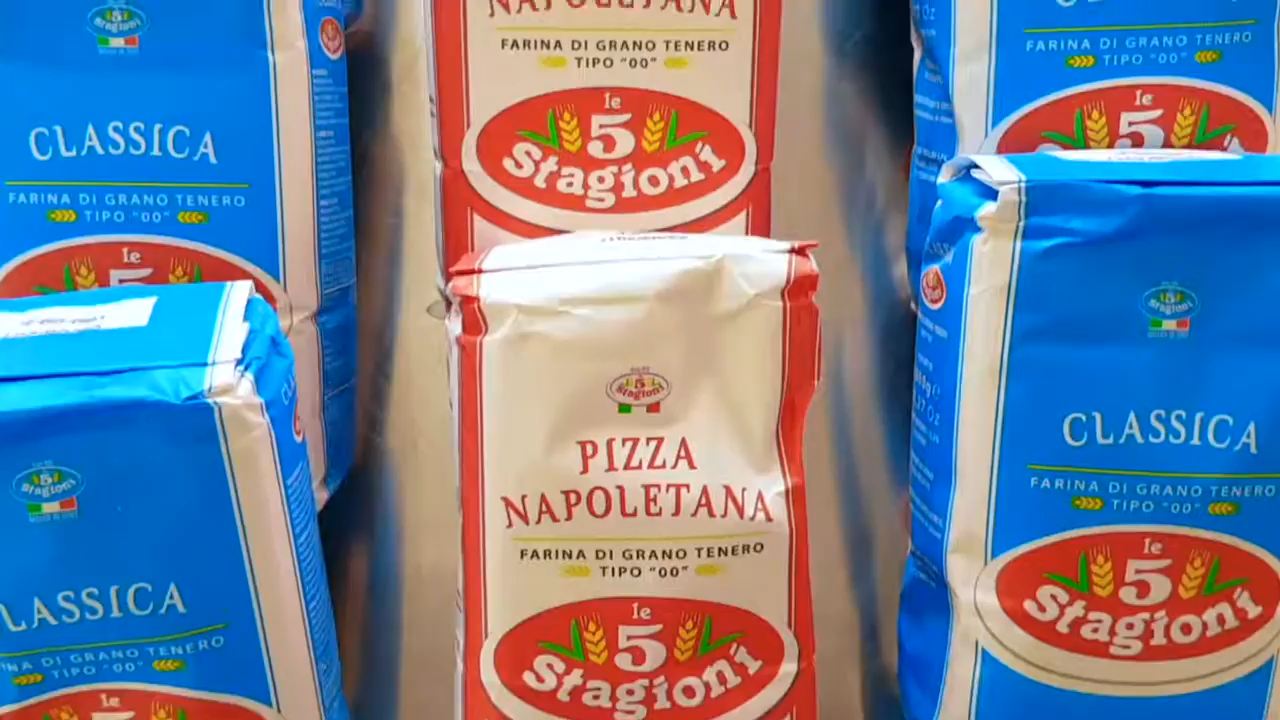 CLASSICA
FARINA DI GRANO TENERO
TIPO "00"
le
5
5
Stagioni
LASSICA
DI GRANO TENERO
TIPO "00"
le
NAPOLETANA
FARINA DI GRANO TENERO
TIPO "00"
le
5
Stagioni
5
Stagioni
PIZZA
NAPOLETANA
FARINA DI GRANO TENERO
TIPO "00"
le
5
Stagioni
FARINA DI GRANO TENERO
TIPO "00"
le
5
5
Stagioni
CLASSICA
FARINA DI GRANO TENERO
TIPO "00"
le
5
Stagioni